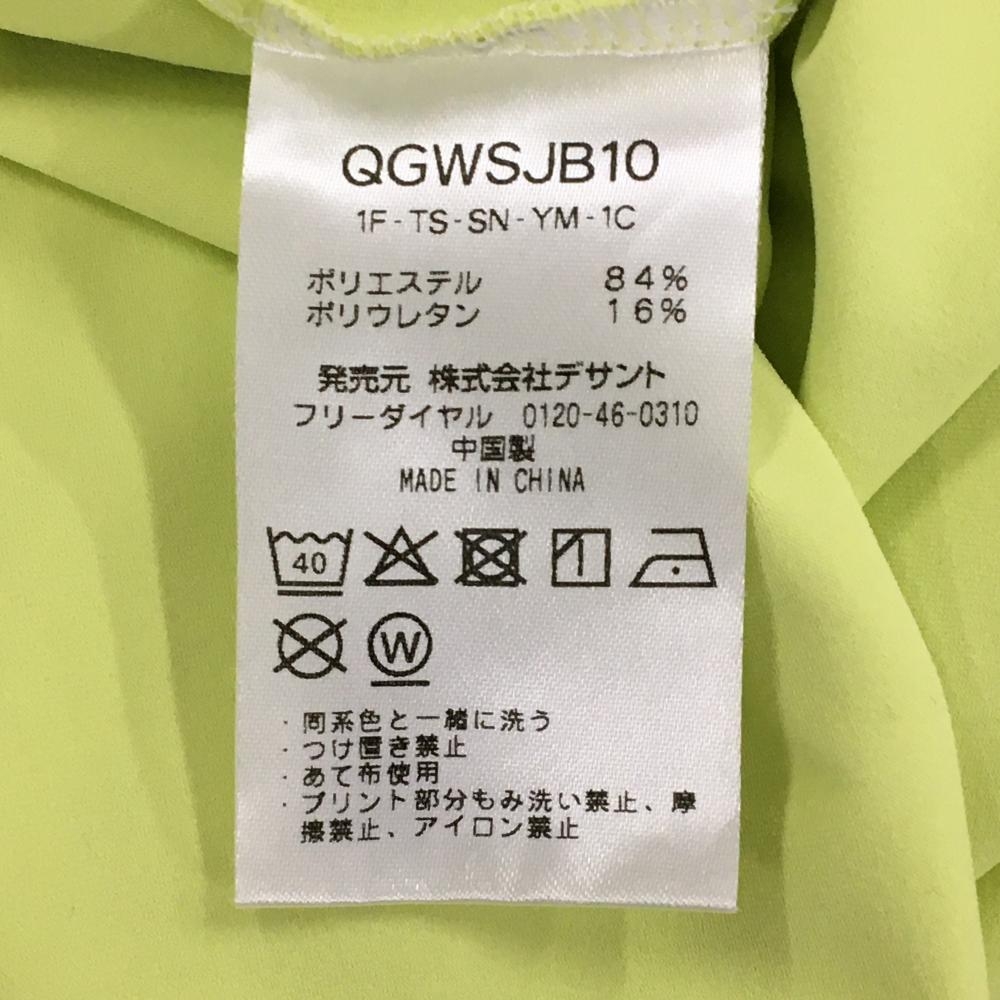 QGWSJB10
1F-TS-SN-YM-1C
ポリエステル 84%
ポリウレタン 16%
発売元 株式会社デサント
フリーダイヤル 0120-46-0310
中国製
MADE IN CHINA
40
W
・同系色と一緒に洗う
・つけ置き禁止
・あて布使用
・プリント部分もみ洗い禁止、摩
擦禁止、アイロン禁止